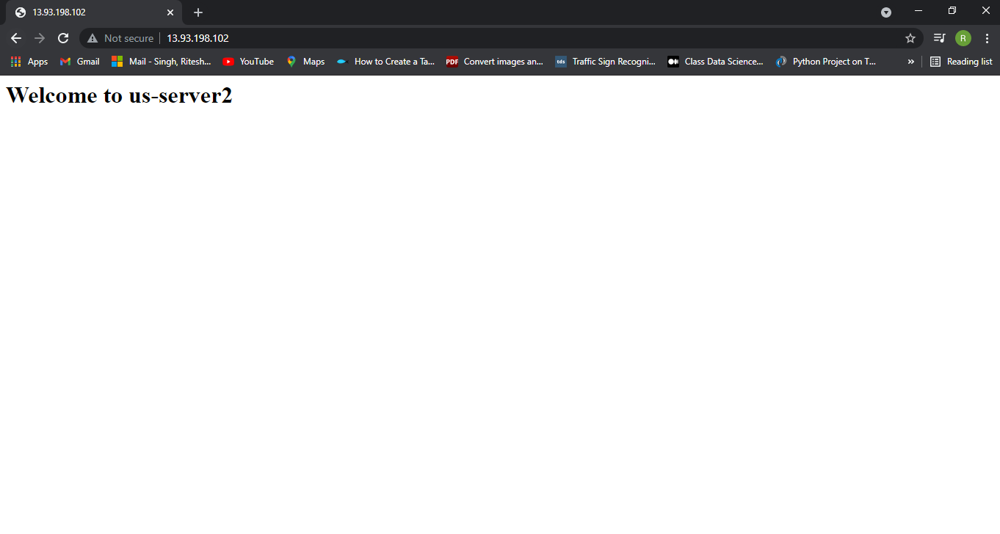 13.93.198.102
Not secure 13.93.198.102
R
Apps Gmail Mail - Singh, Ritesh... YouTube Maps How to Create a Ta... PDF Convert images an... tds Traffic Sign Recogni... Class Data Science... Python Project on T... » Reading list
Welcome to us-server2